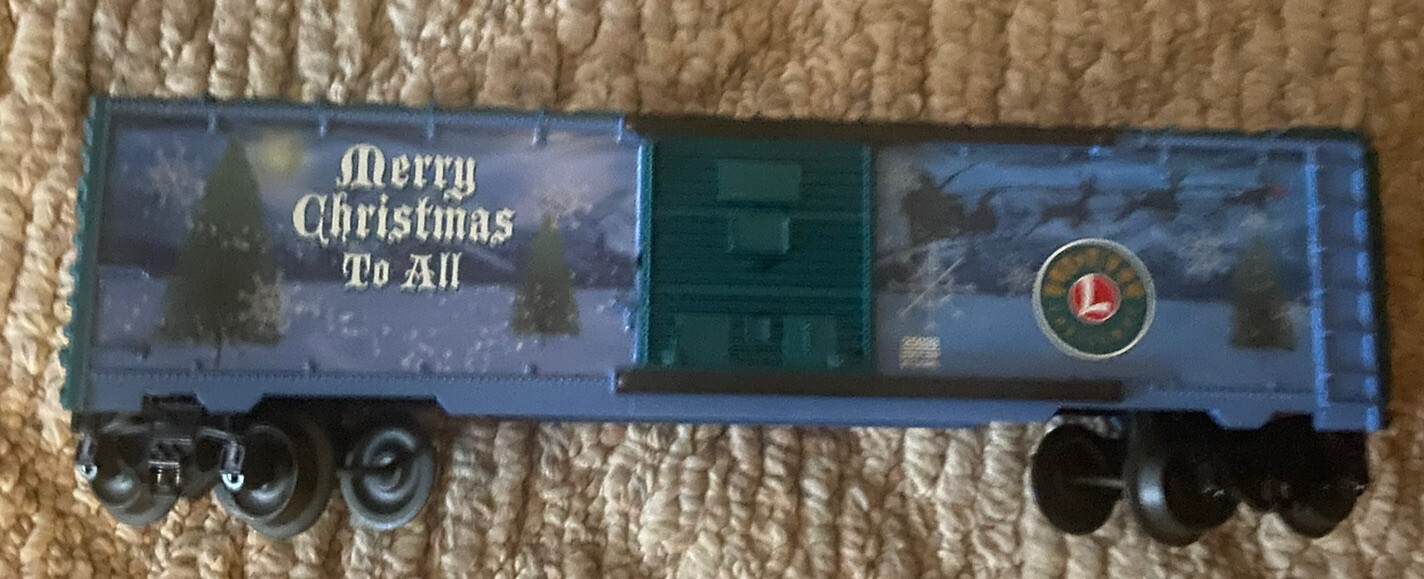 Merry
Christmas
To All
L